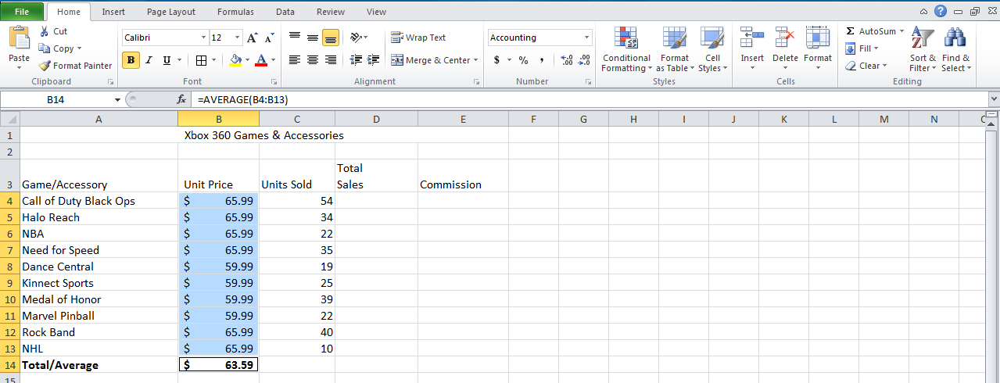 File Home Insert Page Layout Formulas Data Review View
Cut
Copy
Format Painter
Paste
Clipboard
Calibri 12 A A
B I U A
Font
Wrap Text
Merge & Center
Alignment
Accounting
$ % , .0 .00 .00 .0
Number
Conditional Formatting
Format as Table
Cell Styles
Styles
Insert Delete Format
Cells
Σ AutoSum
Fill
Clear
Sort & Filter
Find & Select
Editing
B14 fx =AVERAGE(B4:B13)
A B C D E F G H I J K L M N
1 Xbox 360 Games & Accessories
2
Total
3 Game/Accessory Unit Price Units Sold Sales Commission
4 Call of Duty Black Ops $ 65.99 54
5 Halo Reach $ 65.99 34
6 NBA $ 65.99 22
7 Need for Speed $ 65.99 35
8 Dance Central $ 59.99 19
9 Kinnect Sports $ 59.99 25
10 Medal of Honor $ 59.99 39
11 Marvel Pinball $ 59.99 22
12 Rock Band $ 65.99 40
13 NHL $ 65.99 10
14 Total/Average $ 63.59
15